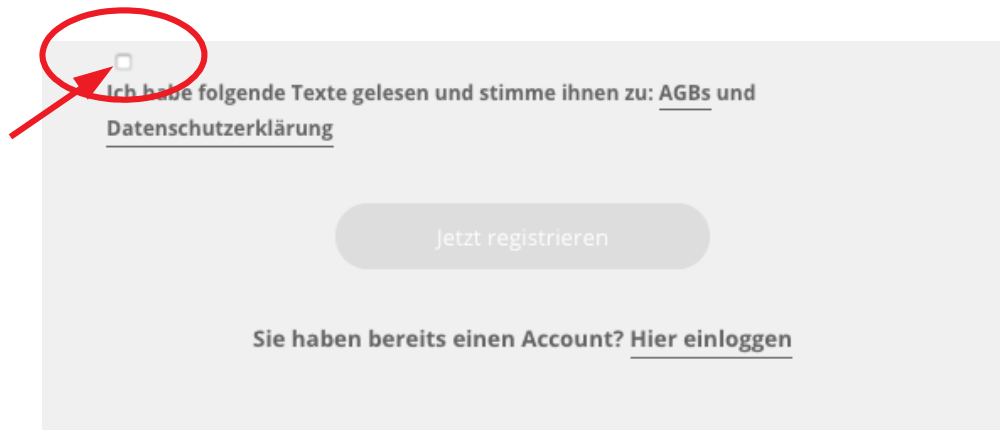 Ich habe folgende Texte gelesen und stimme ihnen zu: AGBs und
Datenschutzerklärung
Jetzt registrieren
Sie haben bereits einen Account? Hier einloggen